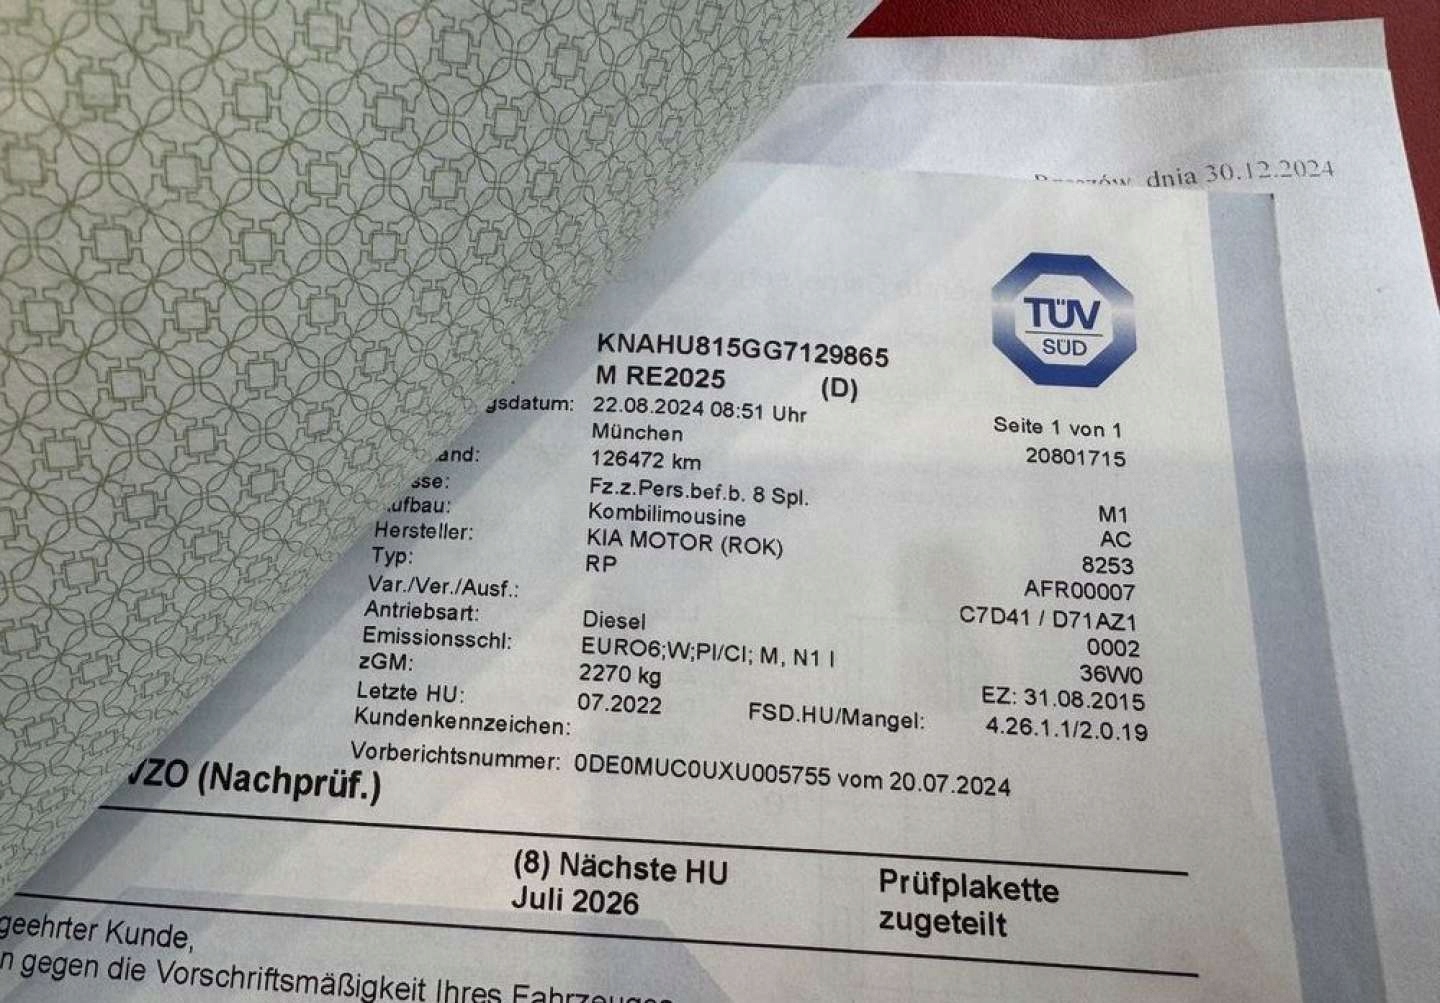 dnia 30.12.2024
TÜV
SÜD
KNAHU815GG7129865
M RE2025 (D)
gsdatum: 22.08.2024 08:51 Uhr Seite 1 von 1
München 20801715
and: 126472 km
sse: Fz.z.Pers.bef.b. 8 Spl. M1
ufbau: Kombilimousine AC
Hersteller: KIA MOTOR (ROK) 8253
Typ: RP AFR00007
Var./Ver./Ausf.: C7D41 / D71AZ1
Antriebsart: Diesel 0002
Emissionsschl: EURO6;W;PI/CI; M, N1 I 36W0
zGM: 2270 kg EZ: 31.08.2015
Letzte HU: 07.2022 FSD.HU/Mangel: 4.26.1.1/2.0.19
Kundenkennzeichen:
Vorberichtsnummer: 0DE0MUC0UXU005755 vom 20.07.2024
VZO (Nachprüf.)
(8) Nächste HU Prüfplakette
Juli 2026 zugeteilt
geehrter Kunde,
n gegen die Vorschriftsmäßigkeit Ihres Fahrzeuges